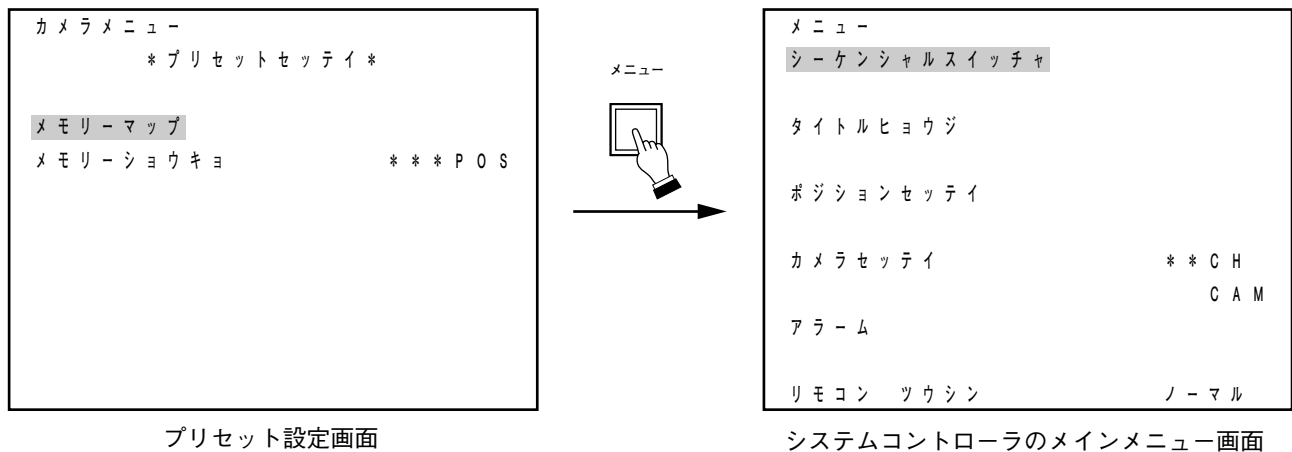 カメラメニュー
*プリセットセッテイ*
メモリーマップ
メモリーショウキョ ***POS
プリセット設定画面
メニュー
メニュー
シーケンシャルスイッチャ
タイトルヒョウジ
ポジションセッテイ
カメラセッテイ **CH
CAM
アラーム
リモコン ツウシン ノーマル
システムコントローラのメインメニュー画面